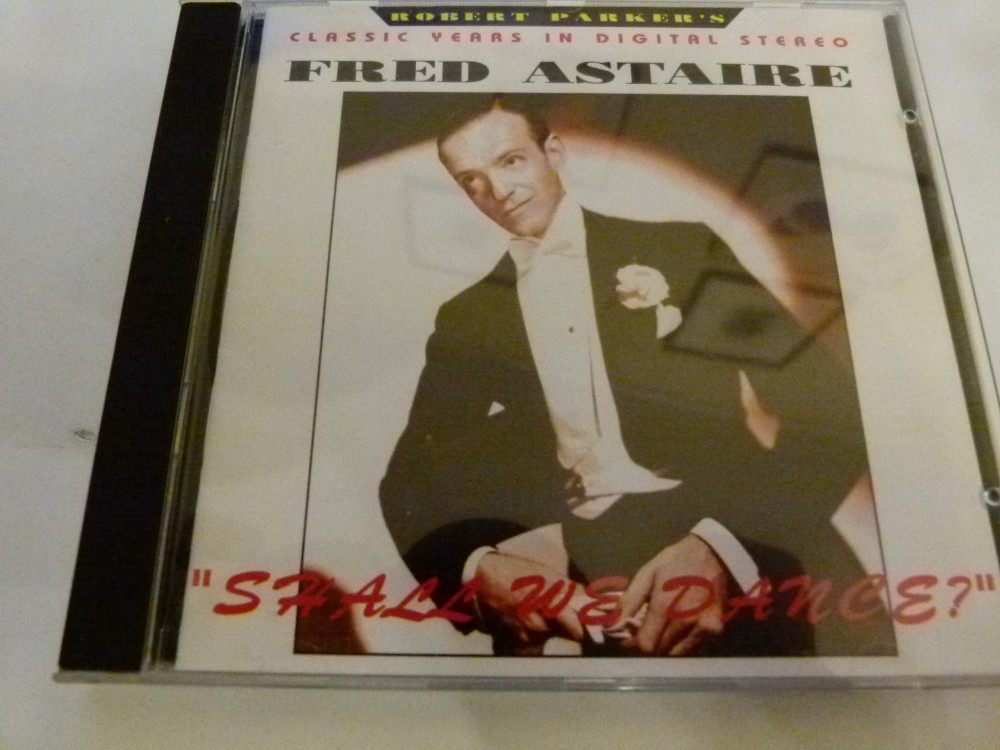 ROBERT PARKER'S
CLASSIC YEARS IN DIGITAL STEREO
FRED ASTAIRE
"SHALL WE DANCE?"